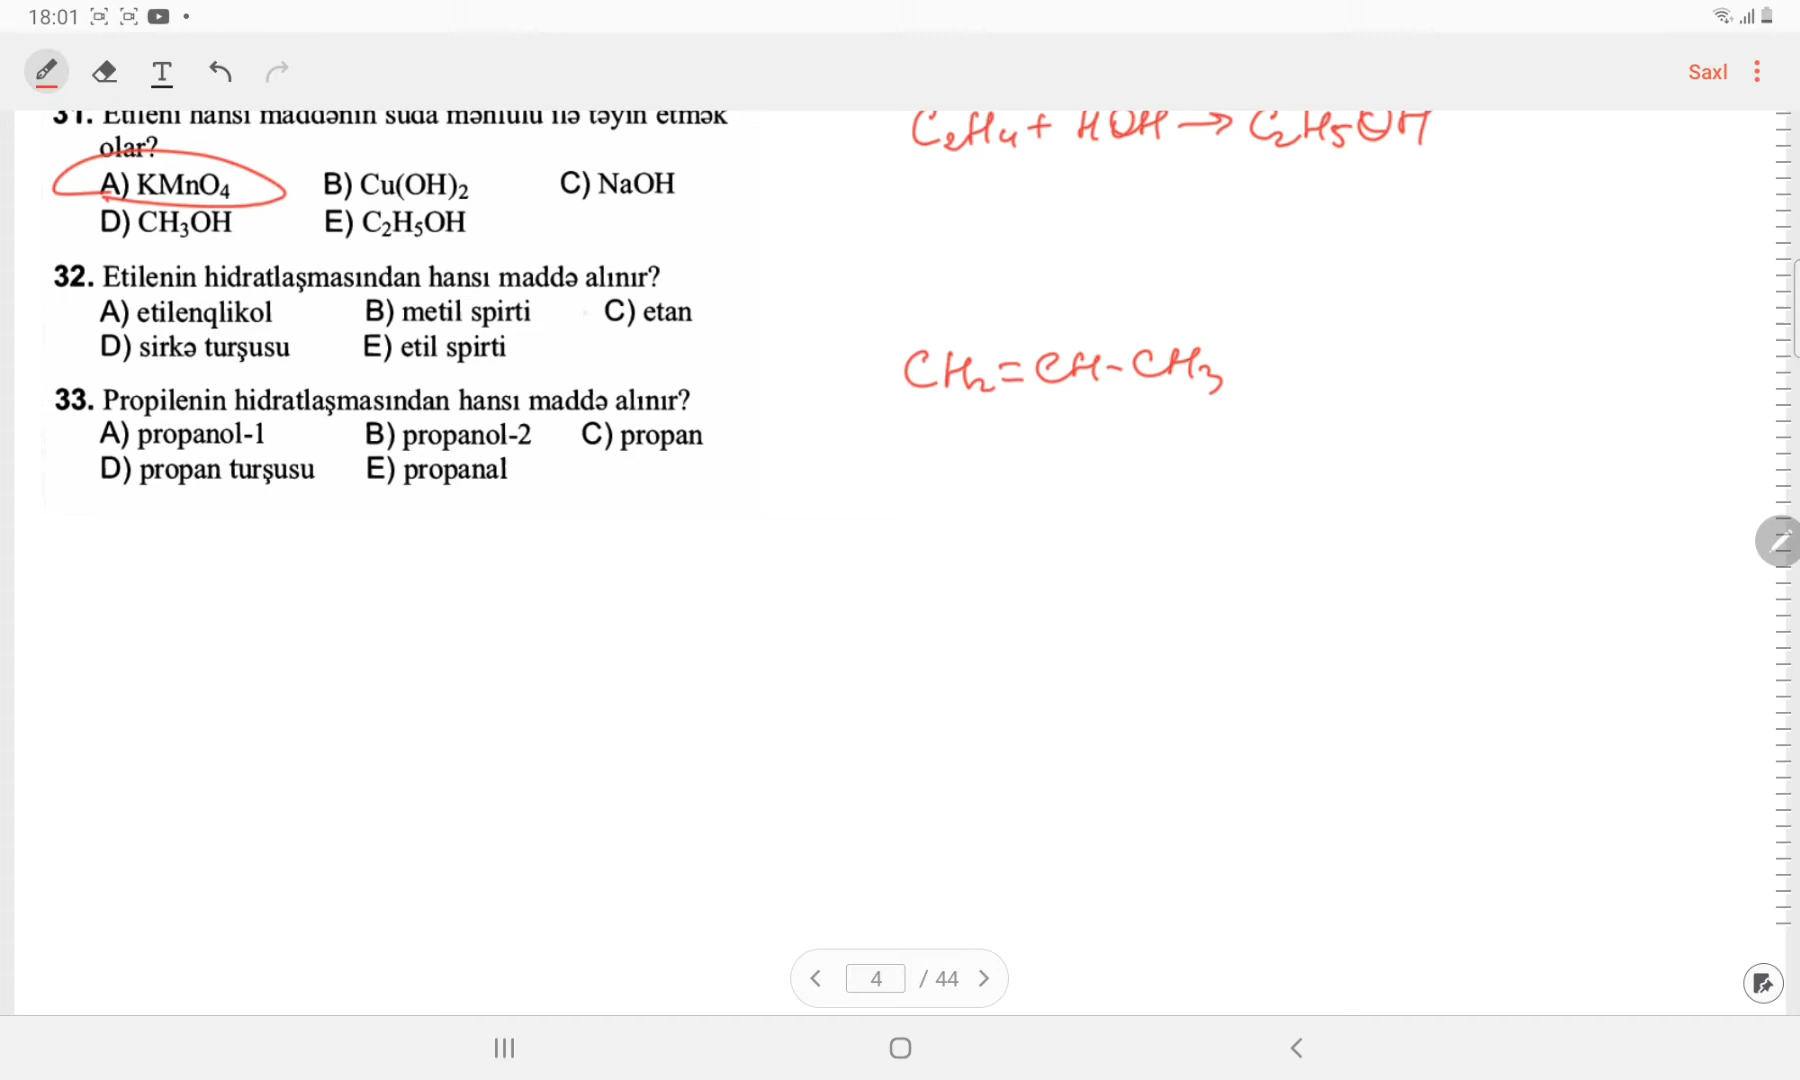 18:01
Saxl
31. Etileni hansı maddənin suda məhlulu ilə təyin etmək
olar?
A) KMnO4 B) Cu(OH)2 C) NaOH
D) CH3OH E) C2H5OH
32. Etilenin hidratlaşmasından hansı maddə alınır?
A) etilenqlikol B) metil spirti C) etan
D) sirkə turşusu E) etil spirti
33. Propilenin hidratlaşmasından hansı maddə alınır?
A) propanol-1 B) propanol-2 C) propan
D) propan turşusu E) propanal
C2H4 + HOH → C2H5OH
CH2=CH-CH3
4 / 44